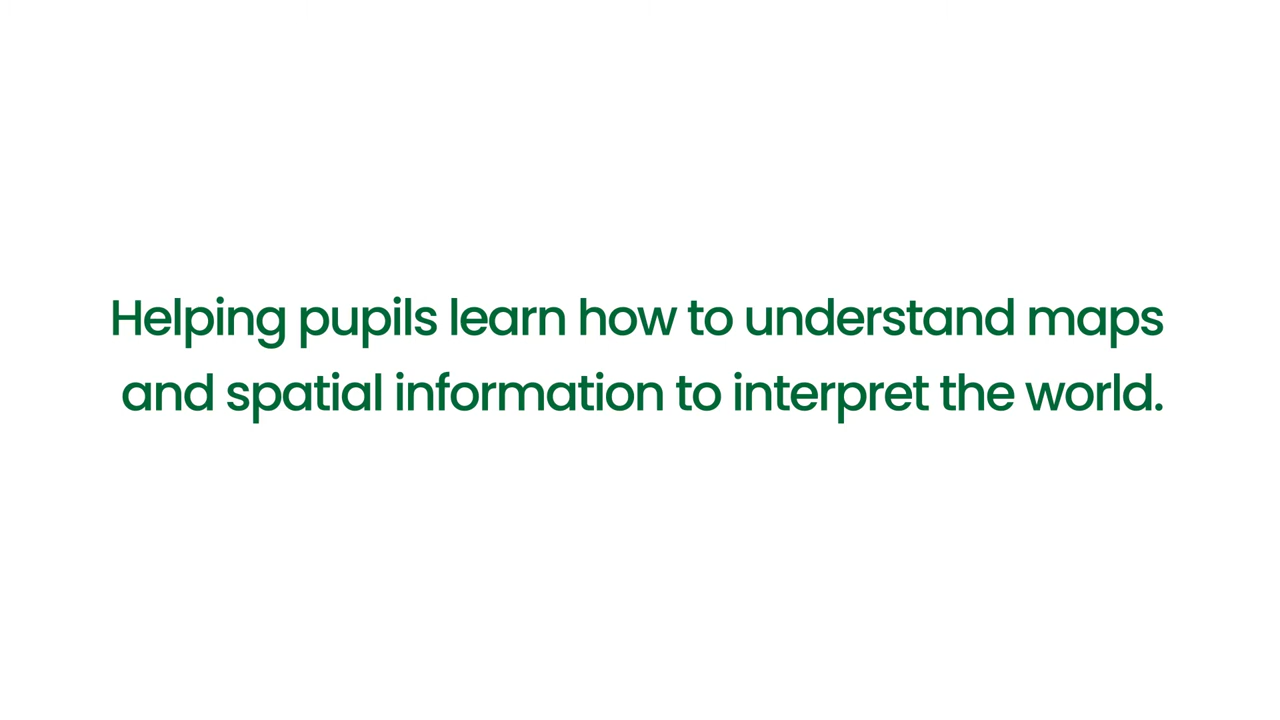 Helping pupils learn how to understand maps
and spatial information to interpret the world.